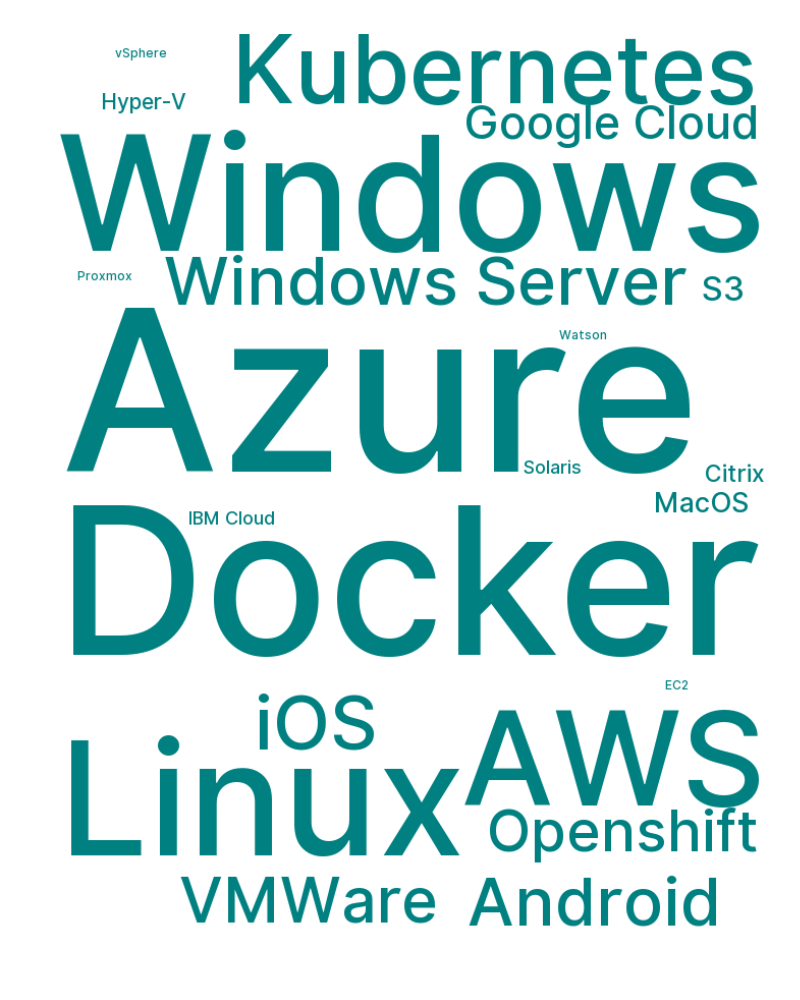 vSphere
Kubernetes
Hyper-V
Google Cloud
Windows
Proxmox
Windows Server
S3
Azure
Watson
Solaris
Citrix
MacOS
IBM Cloud
Docker
EC2
iOS
AWS
Linux
Openshift
VMWare
Android